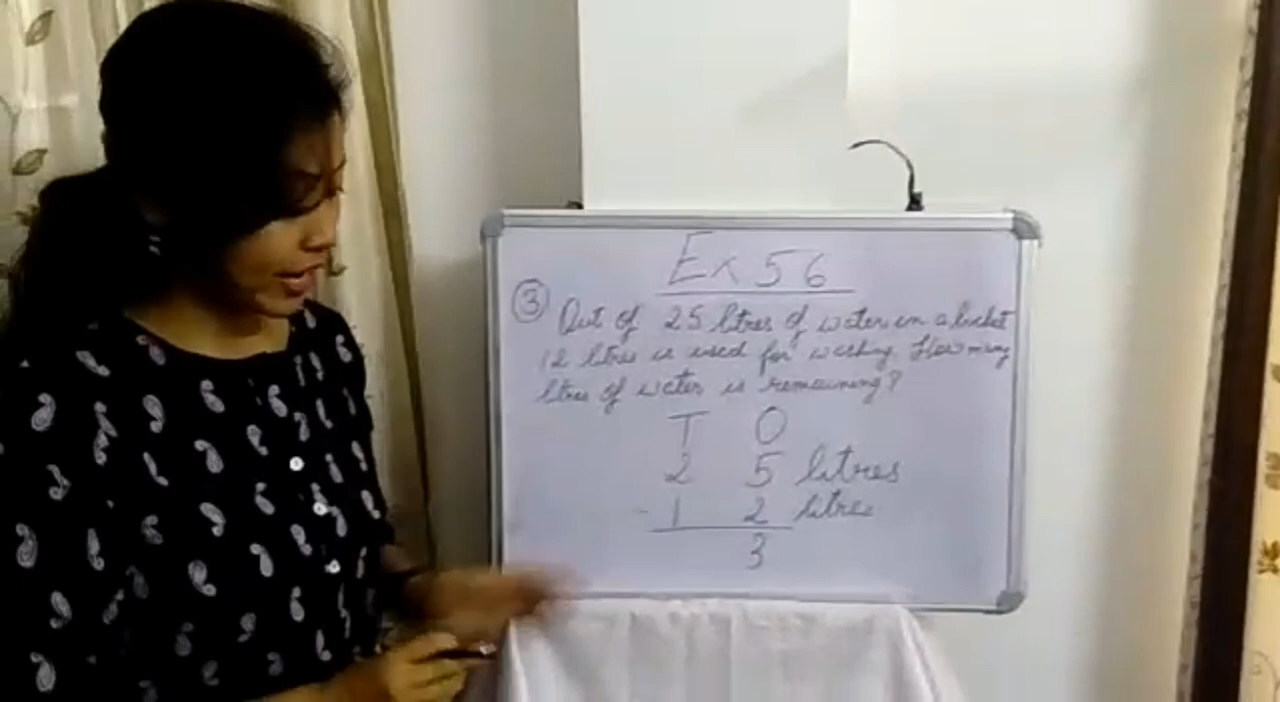 Ex 56
③ Out of 25 litres of water in a bucket
12 litres is used for washing. How many
litres of water is remaining?
T O
2 5 litres
- 1 2 litres
3